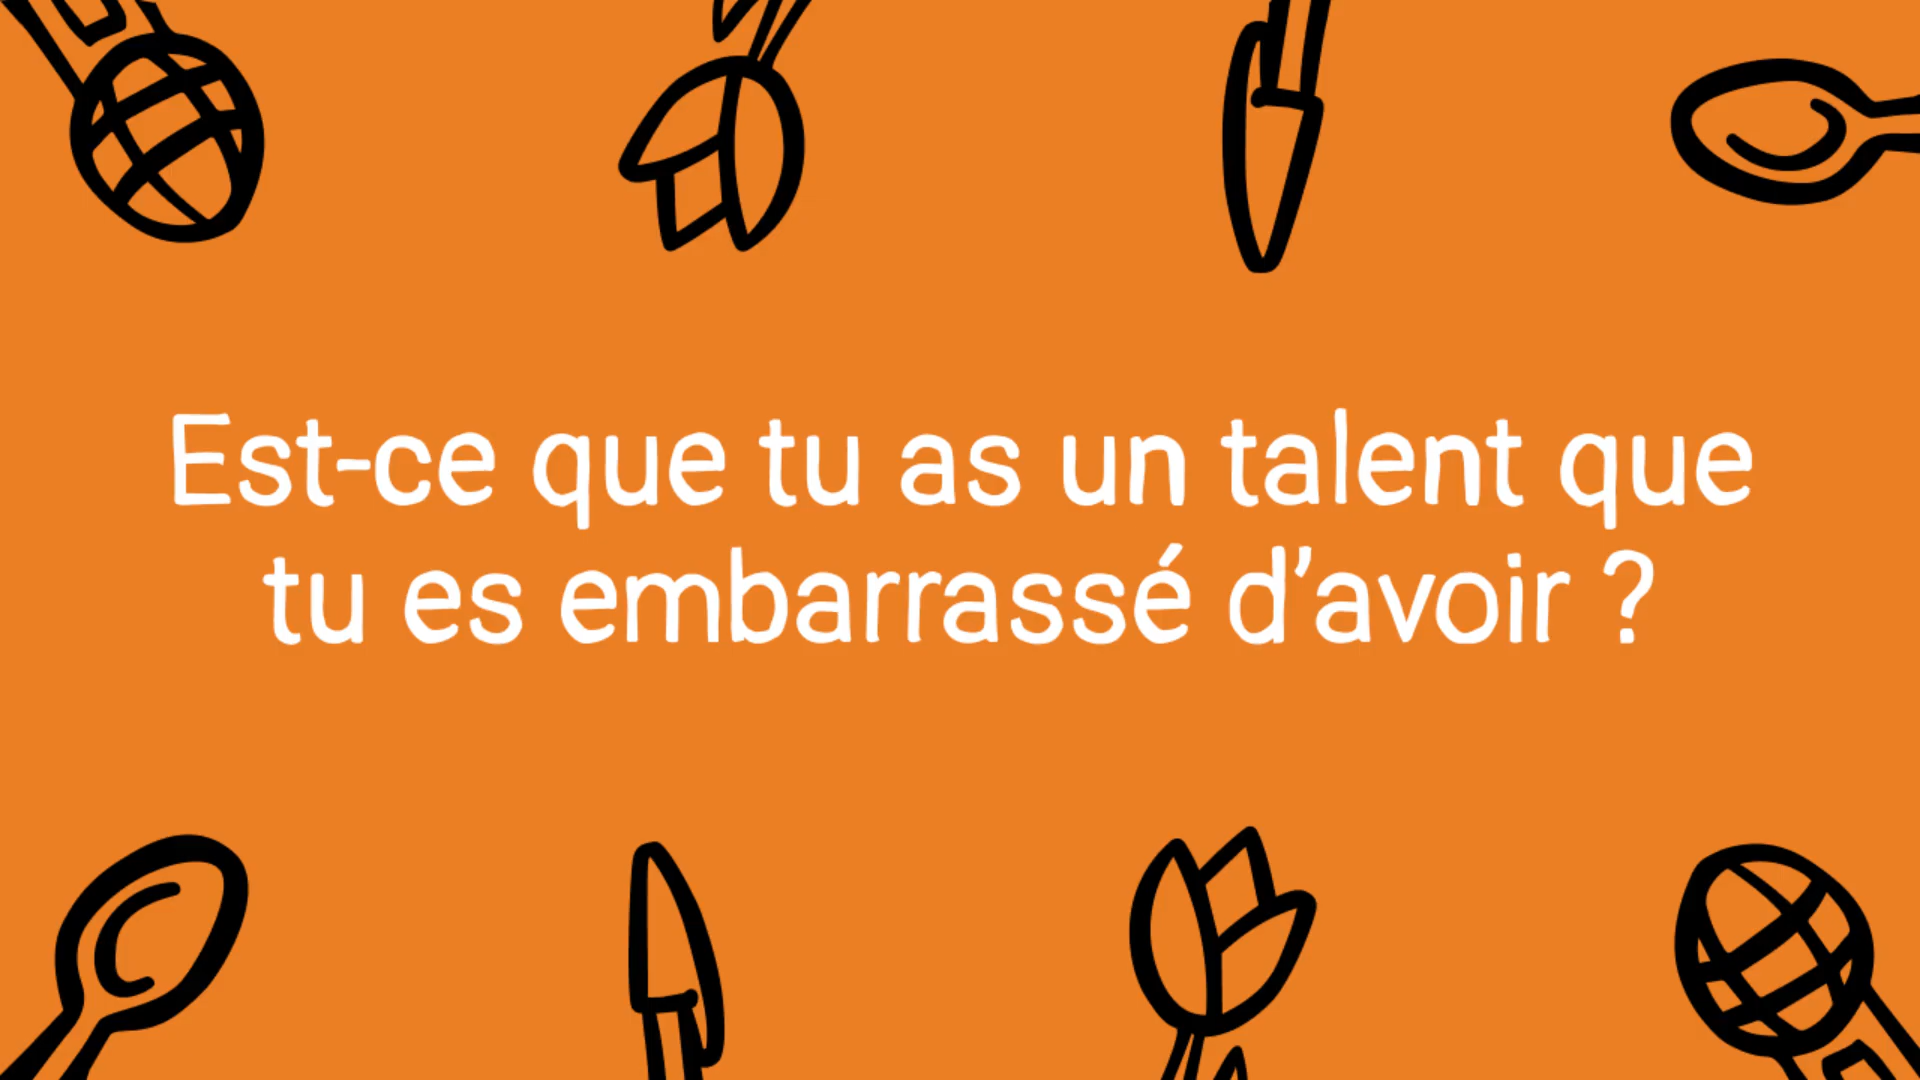 Est-ce que tu as un talent que
tu es embarrassé d’avoir ?